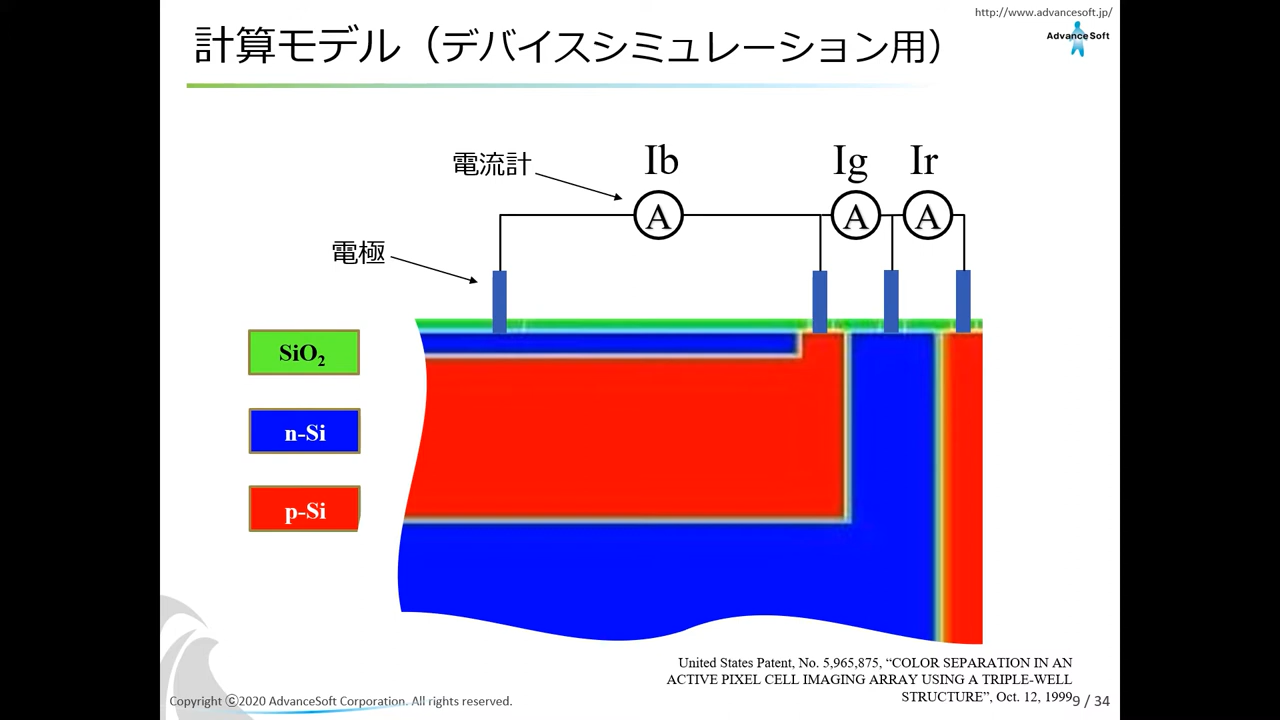 http://www.advancesoft.jp/
計算モデル（デバイスシミュレーション用）
AdvanceSoft
電流計
Ib
Ig
Ir
A
A
A
電極
SiO₂
n-Si
p-Si
United States Patent, No. 5,965,875, “COLOR SEPARATION IN AN
ACTIVE PIXEL CELL IMAGING ARRAY USING A TRIPLE-WELL
STRUCTURE”, Oct. 12, 1999
Copyright ⓒ2020 AdvanceSoft Corporation. All rights reserved.
9 / 34